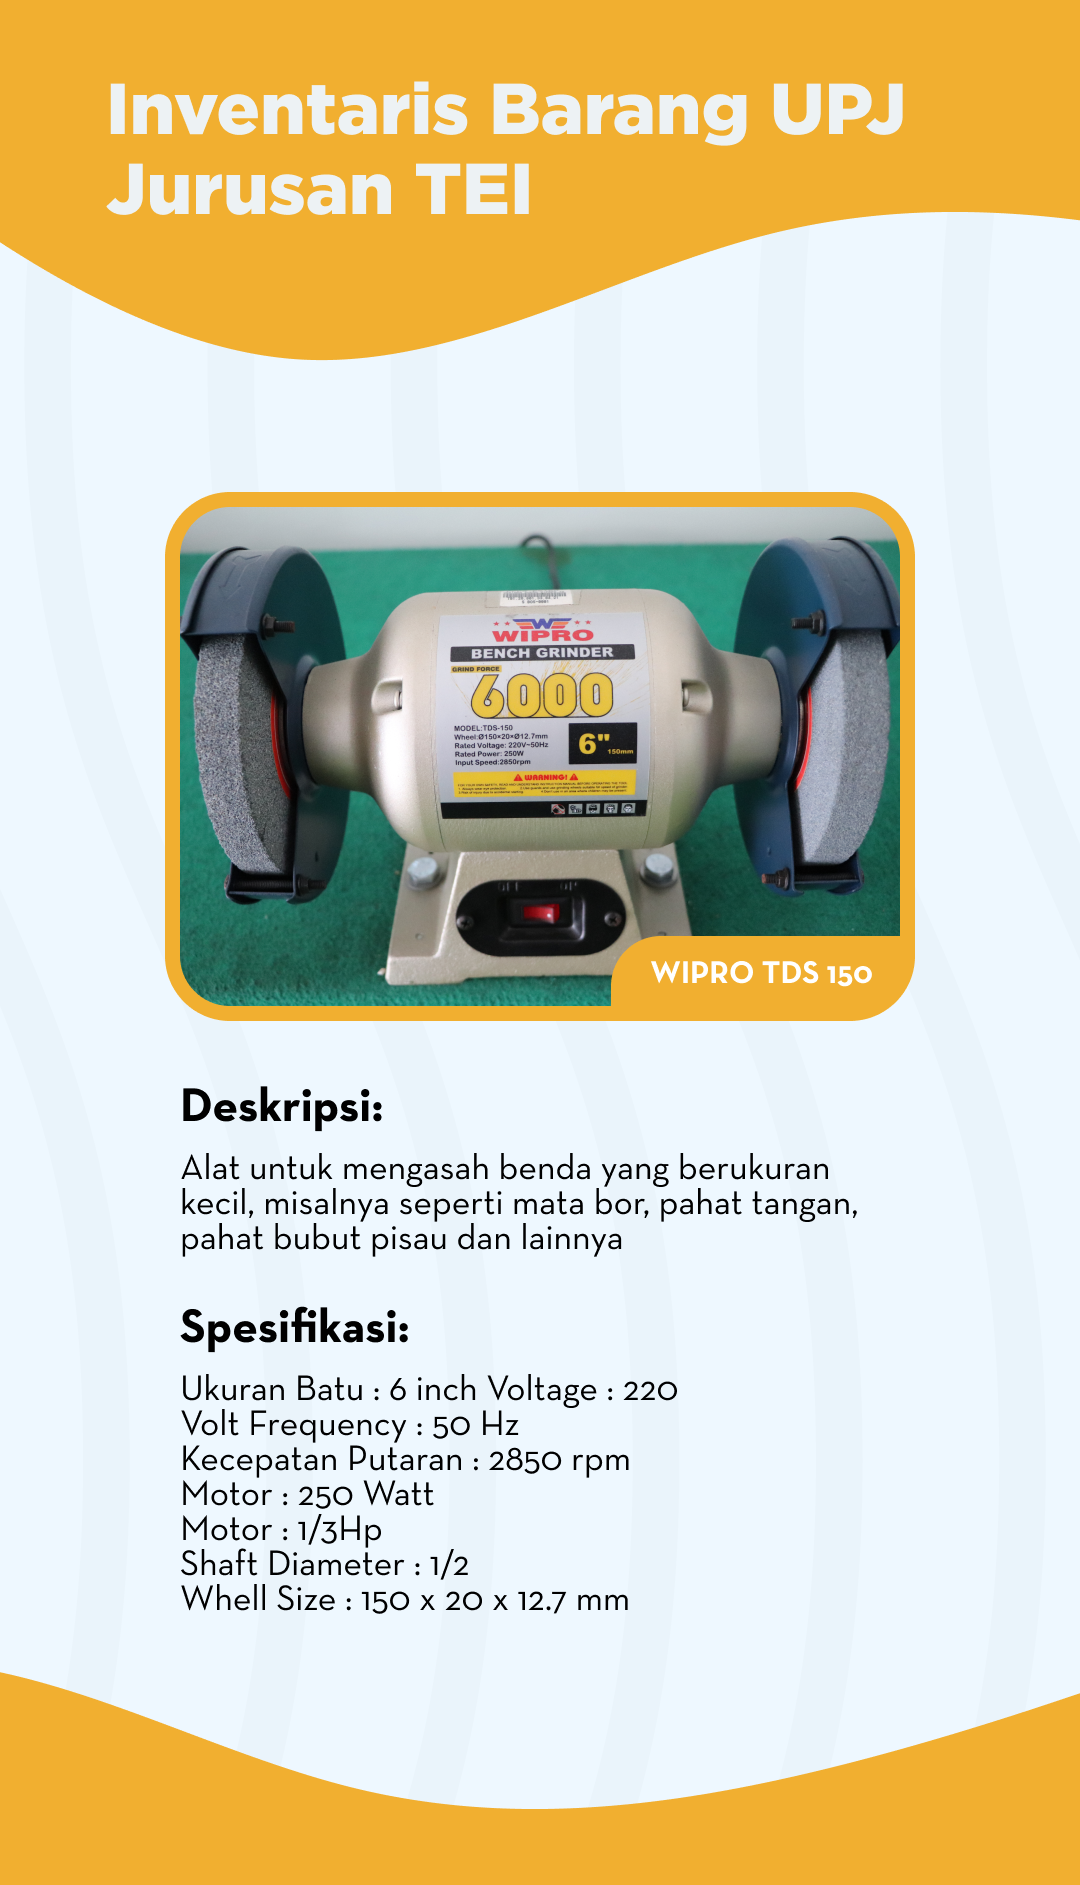 Inventaris Barang UPJ
Jurusan TEI
WIPRO
BENCH GRINDER
GRIND FORCE
6000
MODEL:TDS-150
Wheel:Ø150×20×Ø12.7mm
Rated Voltage: 220V~50Hz
Rated Power: 250W
Input Speed:2850rpm
6" 150mm
WARNING!
WIPRO TDS 150
Deskripsi:
Alat untuk mengasah benda yang berukuran
kecil, misalnya seperti mata bor, pahat tangan,
pahat bubut pisau dan lainnya
Spesifikasi:
Ukuran Batu : 6 inch Voltage : 220
Volt Frequency : 50 Hz
Kecepatan Putaran : 2850 rpm
Motor : 250 Watt
Motor : 1/3Hp
Shaft Diameter : 1/2
Whell Size : 150 x 20 x 12.7 mm